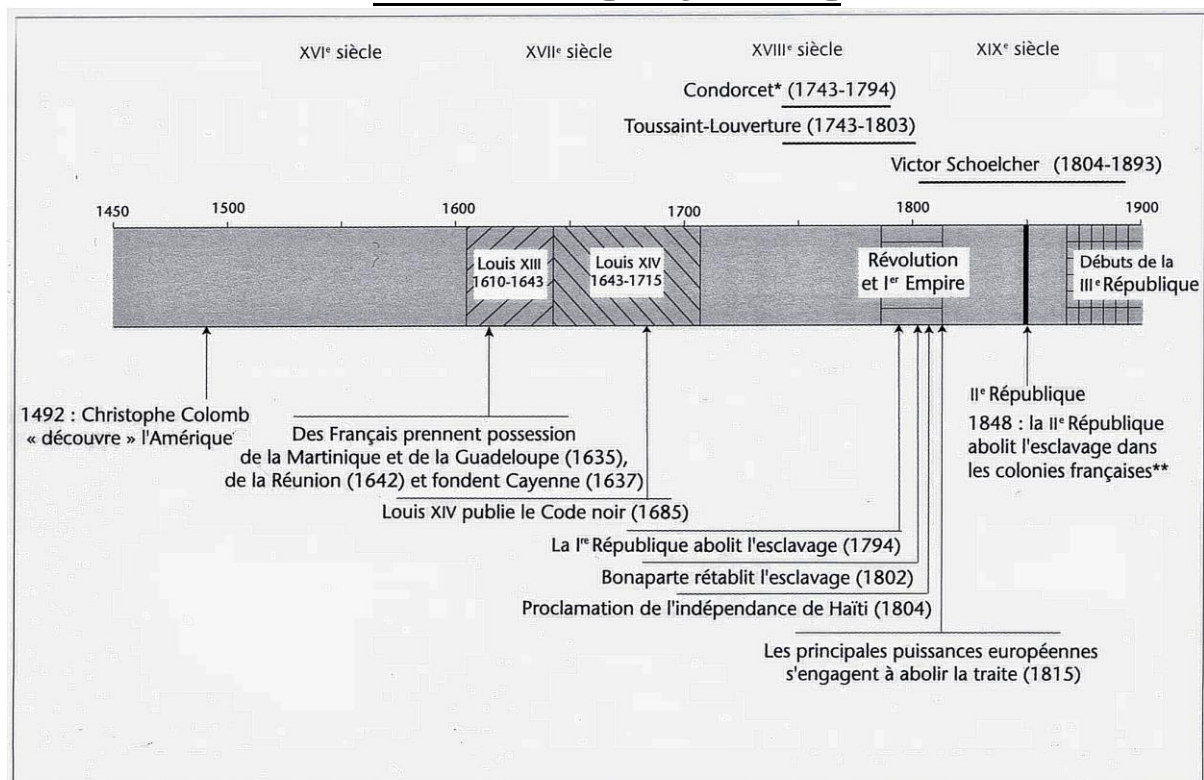 XVIe siècle
XVIIe siècle
XVIIIe siècle
XIXe siècle
Condorcet* (1743-1794)
Toussaint-Louverture (1743-1803)
Victor Schoelcher (1804-1893)
1450
1500
1600
1700
1800
1900
Louis XIII
1610-1643
Louis XIV
1643-1715
Révolution
et Ier Empire
Débuts de la
IIIe République
1492 : Christophe Colomb
« découvre » l'Amérique
Des Français prennent possession
de la Martinique et de la Guadeloupe (1635),
de la Réunion (1642) et fondent Cayenne (1637)
Louis XIV publie le Code noir (1685)
La Ire République abolit l'esclavage (1794)
Bonaparte rétablit l'esclavage (1802)
Proclamation de l'indépendance de Haïti (1804)
Les principales puissances européennes
s'engagent à abolir la traite (1815)
IIe République
1848 : la IIe République
abolit l'esclavage dans
les colonies françaises**